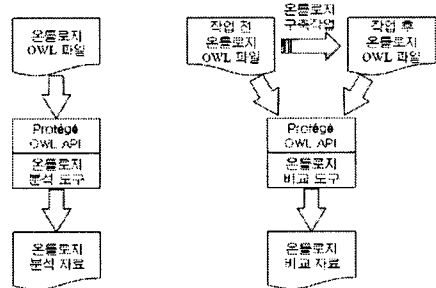 온톨로지
OWL 파일
Protégé
OWL API
온톨로지
분석 도구
온톨로지
분석 자료
작업 전
온톨로지
OWL 파일
온톨로지
구축작업
작업 후
온톨로지
OWL 파일
Protégé
OWL API
온톨로지
비교 도구
온톨로지
비교 자료